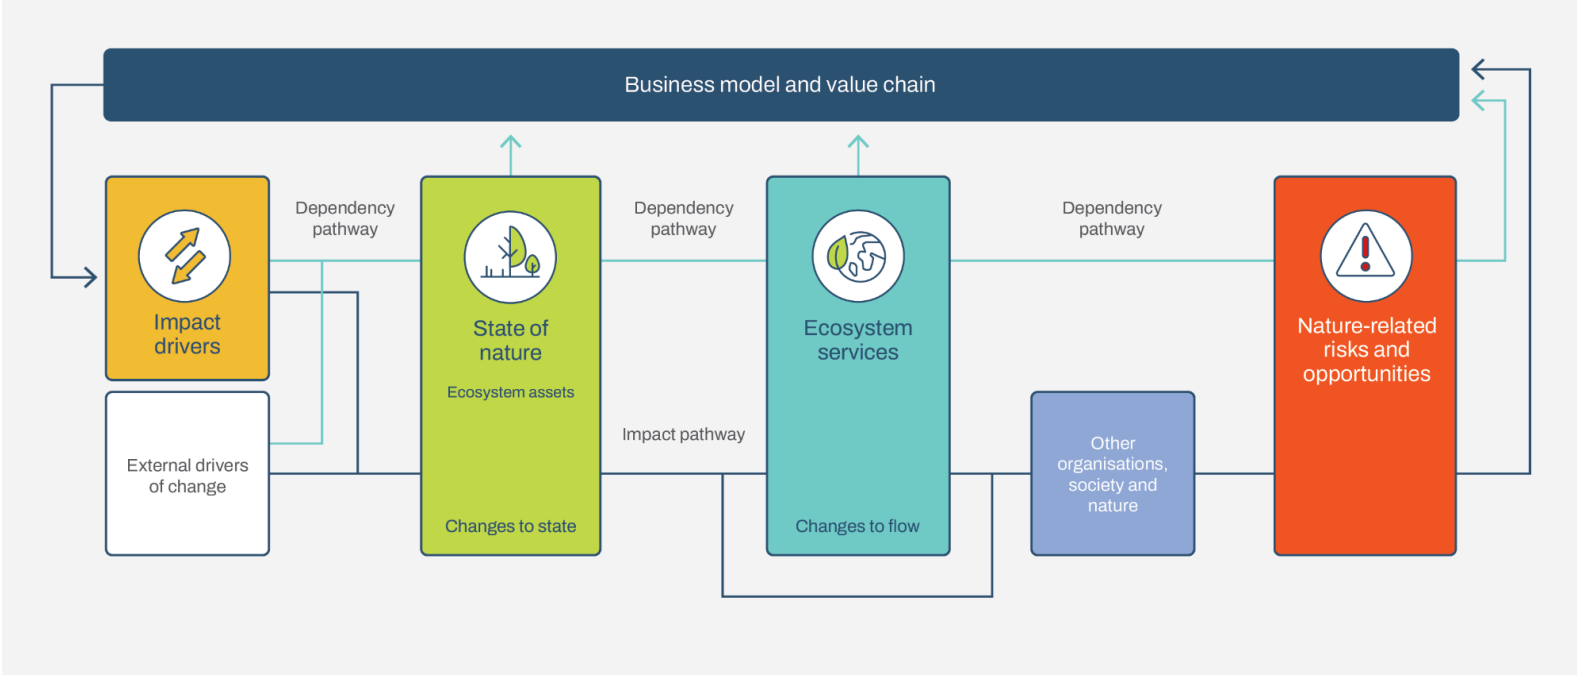 Business model and value chain
Dependency
pathway
Dependency
pathway
Dependency
pathway
Impact
drivers
State of
nature
Ecosystem assets
Changes to state
Ecosystem
services
Changes to flow
Nature-related
risks and
opportunities
External drivers
of change
Impact pathway
Other
organisations,
society and
nature